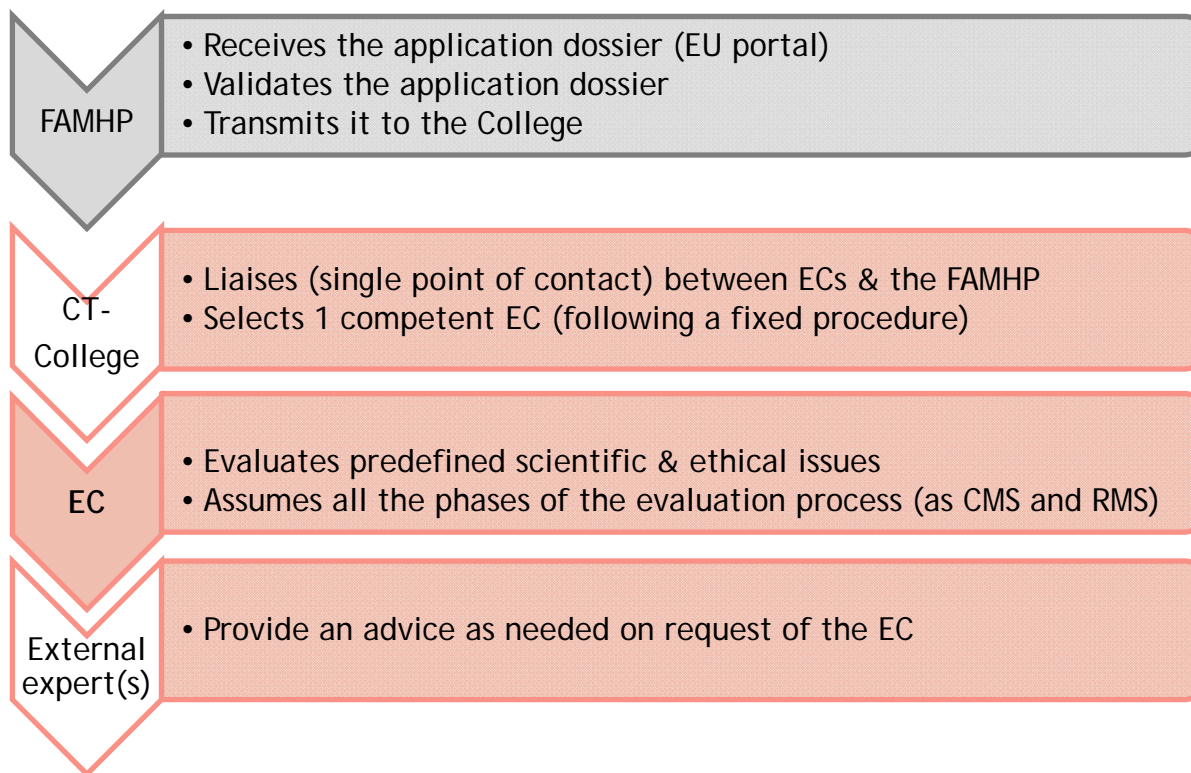 FAMHP
• Receives the application dossier (EU portal)
• Validates the application dossier
• Transmits it to the College
CT-
College
• Liaises (single point of contact) between ECs & the FAMHP
• Selects 1 competent EC (following a fixed procedure)
EC
• Evaluates predefined scientific & ethical issues
• Assumes all the phases of the evaluation process (as CMS and RMS)
External
expert(s)
• Provide an advice as needed on request of the EC